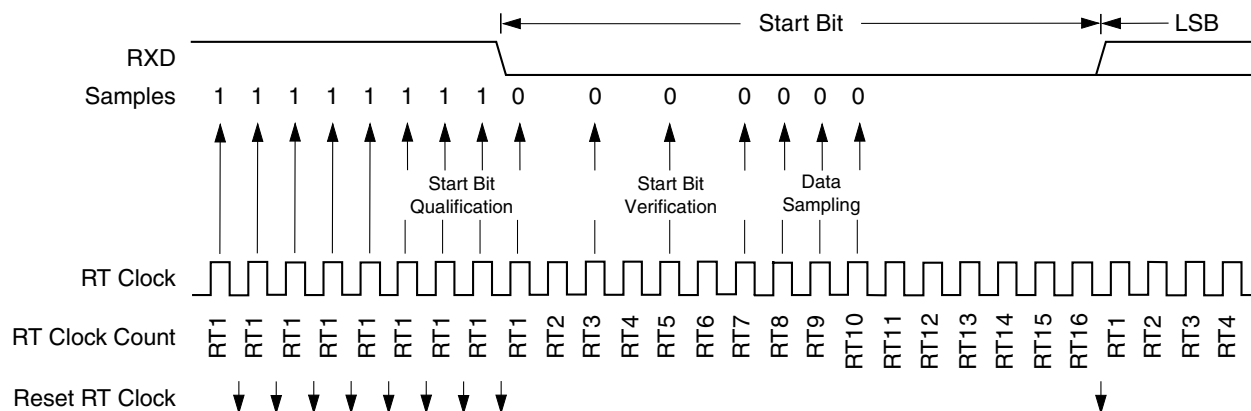 Start Bit LSB
RXD
Samples 1 1 1 1 1 1 1 1 0 0 0 0 0 0 0
Start Bit Qualification
Start Bit Verification
Data Sampling
RT Clock
RT Clock Count RT1 RT1 RT1 RT1 RT1 RT1 RT1 RT1 RT1 RT2 RT3 RT4 RT5 RT6 RT7 RT8 RT9 RT10 RT11 RT12 RT13 RT14 RT15 RT16 RT1 RT2 RT3 RT4
Reset RT Clock